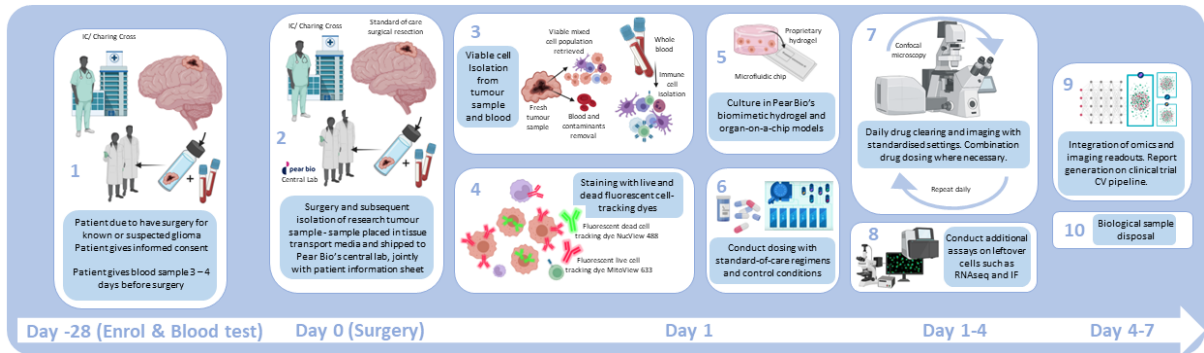 1
IC/ Charing Cross
Patient due to have surgery for
known or suspected glioma
Patient gives informed consent
Patient gives blood sample 3 – 4
days before surgery
2
IC/ Charing Cross
Standard of care
surgical resection
pear bio
Central Lab
Surgery and subsequent
isolation of research tumour
sample - sample placed in tissue
transport media and shipped to
Pear Bio's central lab, jointly
with patient information sheet
3
Viable cell
Isolation
from
tumour
sample
and blood
Viable mixed
cell population
retrieved
Fresh
tumour
sample
Blood and
contaminants
removal
Whole
blood
Immune
cell
isolation
4
Staining with live and
dead fluorescent cell-
tracking dyes
Fluorescent dead cell
tracking dye NucView 488
Fluorescent live cell
tracking dye MitoView 633
5
Proprietary
hydrogel
Microfluidic chip
Culture in Pear Bio's
biomimetic hydrogel and
organ-on-a-chip models
6
Conduct dosing with
standard-of-care regimens
and control conditions
7
Confocal
microscopy
Daily drug clearing and imaging with
standardised settings. Combination
drug dosing where necessary.
Repeat daily
8
Conduct additional
assays on leftover
cells such as
RNAseq and IF
9
Integration of omics and
imaging readouts. Report
generation on clinical trial
CV pipeline.
10
Biological sample
disposal
Day -28 (Enrol & Blood test)
Day 0 (Surgery)
Day 1
Day 1-4
Day 4-7